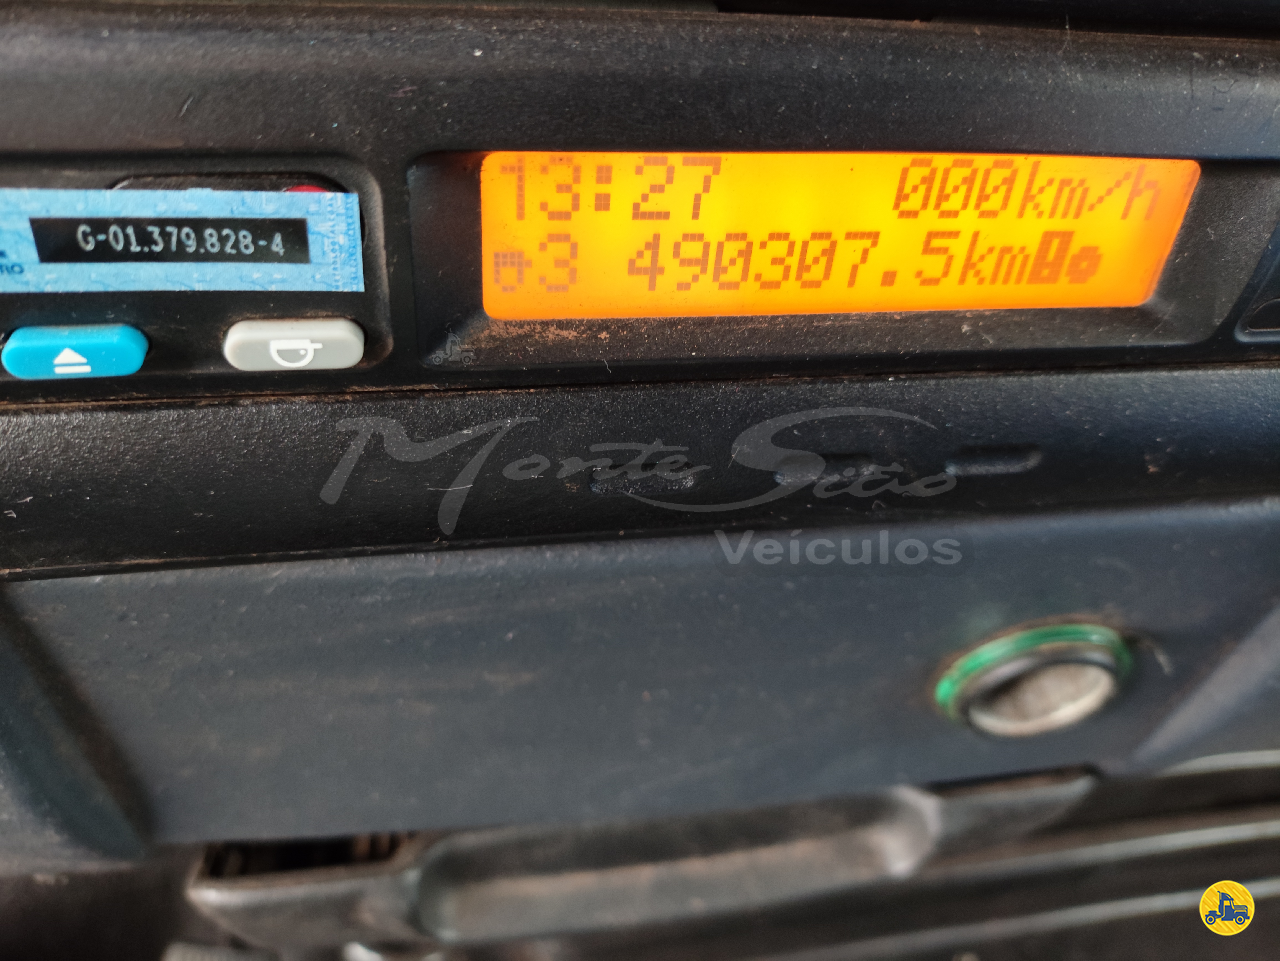 13:27 000km/h
3 490307.5km
G-01.379.828-4
Monte Sitio
Veículos